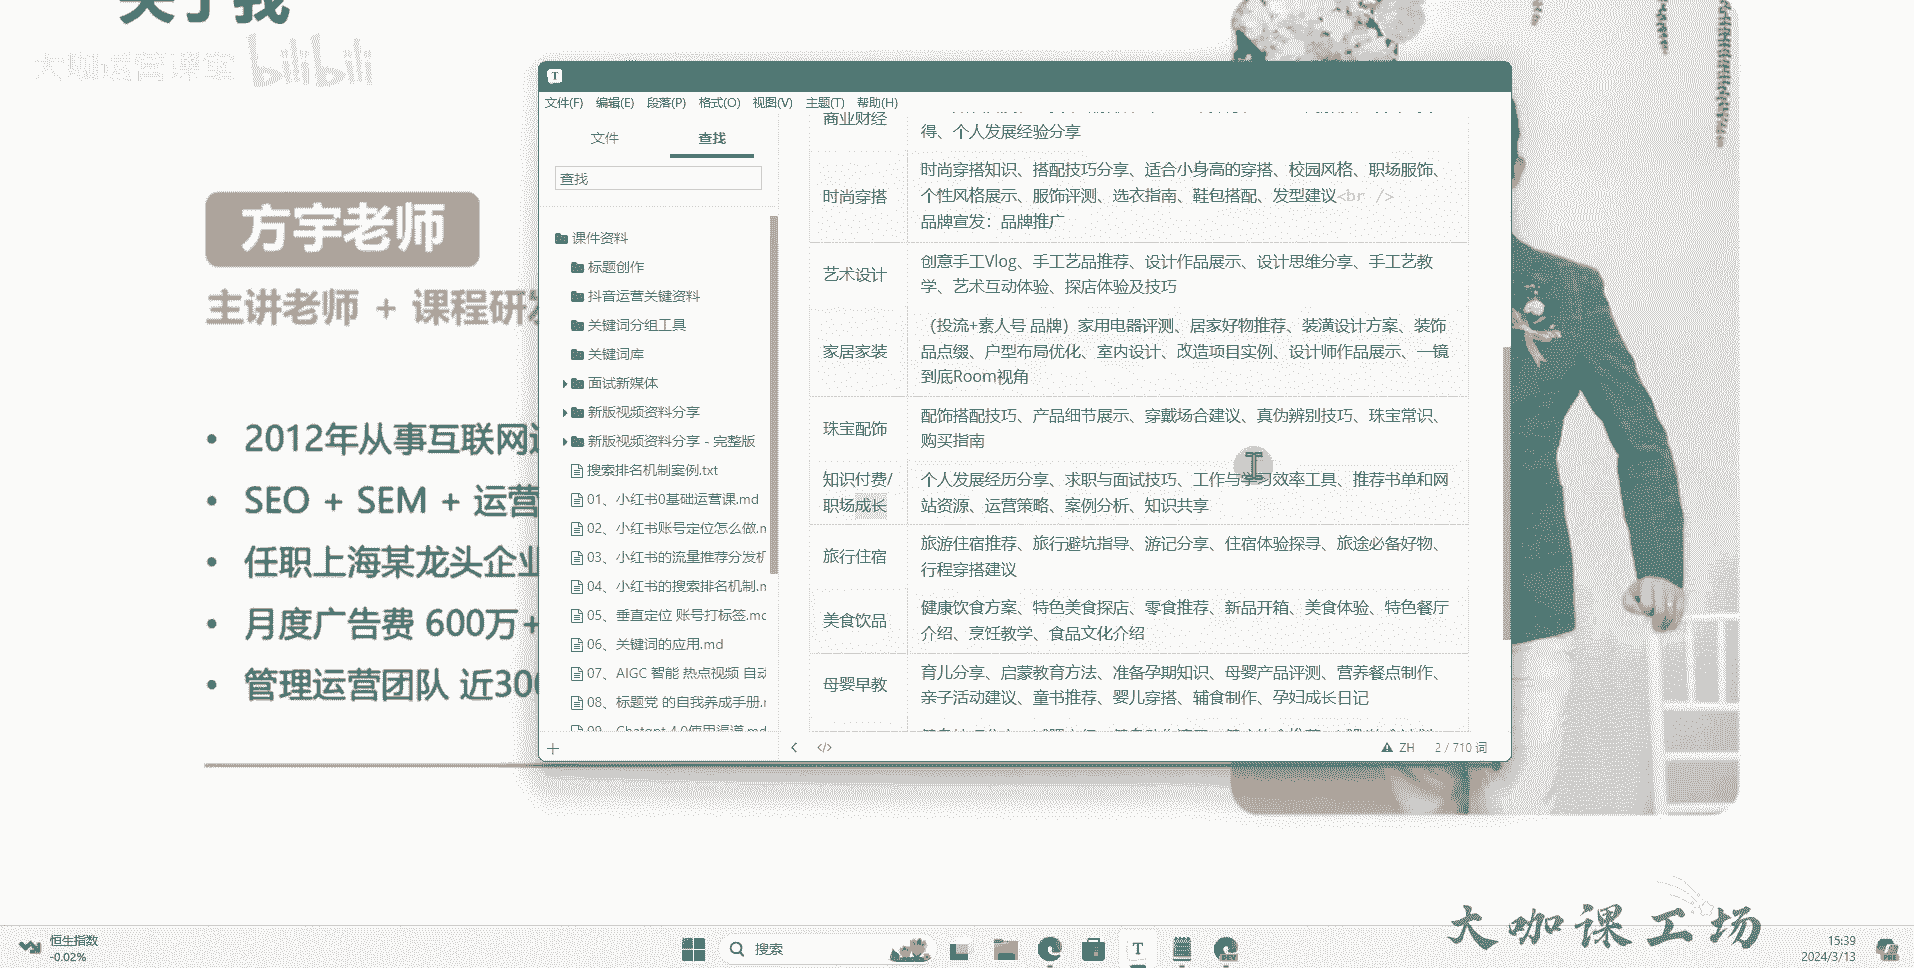 关于我
大咖运营课堂 bilibili
方宇老师
主讲老师 + 课程研发
• 2012年从事互联网
• SEO + SEM + 运营
• 任职上海某龙头企业
• 月度广告费 600万+
• 管理运营团队 近300
T
文件(F) 编辑(E) 段落(P) 格式(O) 视图(V) 主题(T) 帮助(H)
文件 查找
查找
课件资料
标题创作
抖音运营关键资料
关键词分组工具
关键词库
面试新媒体
新版视频资料分享
新版视频资料分享 - 完整版
搜索排名机制案例.txt
01、小红书0基础运营课.md
02、小红书账号定位怎么做.m
03、小红书的流量推荐分发机
04、小红书的搜索排名机制.m
05、垂直定位 账号打标签.mc
06、关键词的应用.md
07、AIGC 智能 热点视频 自动
08、标题党 的自我养成手册.r
09、Chatgpt 4.0使用渠道.md
商业财经
得、个人发展经验分享
时尚穿搭
时尚穿搭知识、搭配技巧分享、适合小身高的穿搭、校园风格、职场服饰、
个性风格展示、服饰评测、选衣指南、鞋包搭配、发型建议<br />
品牌宣发：品牌推广
艺术设计
创意手工Vlog、手工艺品推荐、设计作品展示、设计思维分享、手工艺教
学、艺术互动体验、探店体验及技巧
家居家装
（投流+素人号 品牌）家用电器评测、居家好物推荐、装潢设计方案、装饰
品点缀、户型布局优化、室内设计、改造项目实例、设计师作品展示、一镜
到底Room视角
珠宝配饰
配饰搭配技巧、产品细节展示、穿戴场合建议、真伪辨别技巧、珠宝常识、
购买指南
知识付费/
职场成长
个人发展经历分享、求职与面试技巧、工作与学习效率工具、推荐书单和网
站资源、运营策略、案例分析、知识共享
旅行住宿
旅游住宿推荐、旅行避坑指导、游记分享、住宿体验探寻、旅途必备好物、
行程穿搭建议
美食饮品
健康饮食方案、特色美食探店、零食推荐、新品开箱、美食体验、特色餐厅
介绍、烹饪教学、食品文化介绍
母婴早教
育儿分享、启蒙教育方法、准备孕期知识、母婴产品评测、营养餐点制作、
亲子活动建议、童书推荐、婴儿穿搭、辅食制作、孕妇成长日记
ZH 2 / 710 词
大咖课工场
恒生指数
-0.02%
搜索
T
DEV
15:39
2024/3/13
PRE